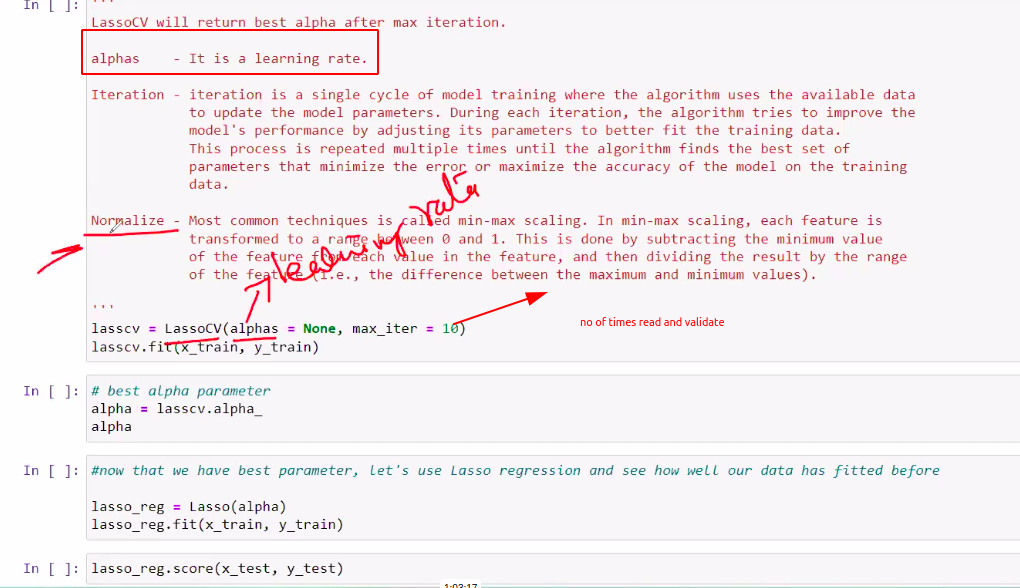 In [ ]:
'''
LassoCV will return best alpha after max iteration.
alphas    - It is a learning rate.
Iteration - iteration is a single cycle of model training where the algorithm uses the available data
to update the model parameters. During each iteration, the algorithm tries to improve the
model's performance by adjusting its parameters to better fit the training data.
This process is repeated multiple times until the algorithm finds the best set of
parameters that minimize the error or maximize the accuracy of the model on the training
data.
Normalize - Most common techniques is called min-max scaling. In min-max scaling, each feature is
transformed to a range between 0 and 1. This is done by subtracting the minimum value
of the feature from each value in the feature, and then dividing the result by the range
of the feature (i.e., the difference between the maximum and minimum values).
learning rate
'''
lasscv = LassoCV(alphas = None, max_iter = 10)
no of times read and validate
lasscv.fit(x_train, y_train)
In [ ]: # best alpha parameter
alpha = lasscv.alpha_
alpha
In [ ]: #now that we have best parameter, let's use Lasso regression and see how well our data has fitted before
lasso_reg = Lasso(alpha)
lasso_reg.fit(x_train, y_train)
In [ ]: lasso_reg.score(x_test, y_test)
1:03:17